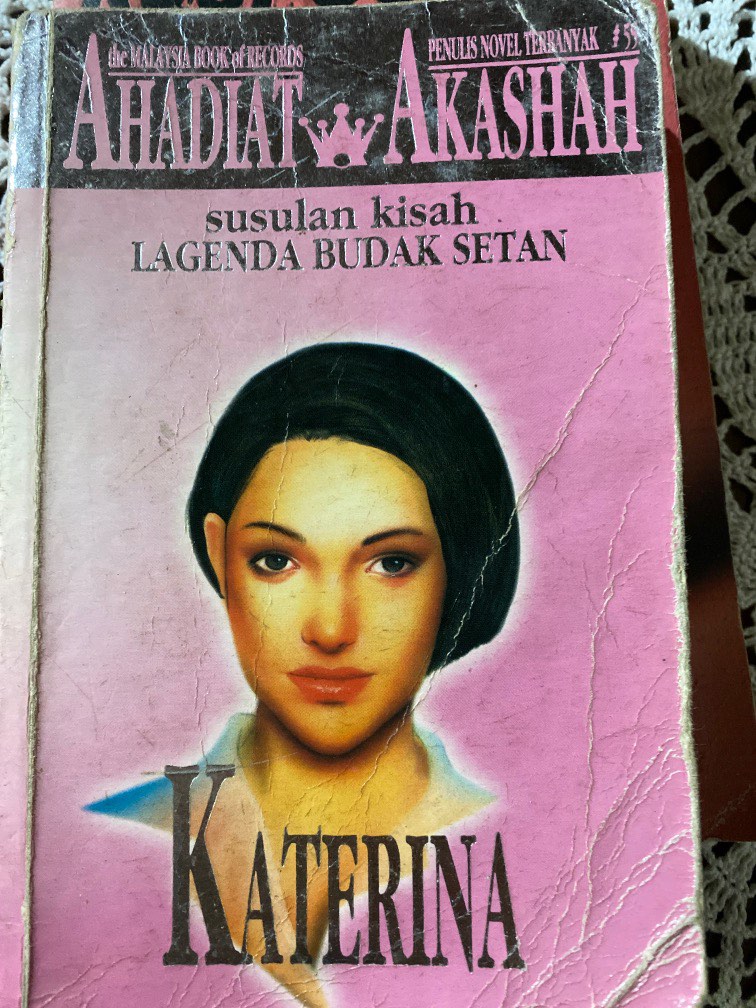 the MALAYSIA BOOK of RECORDS
PENULIS NOVEL TERBANYAK
AHADIAT AKASHAH
susulan kisah
LAGENDA BUDAK SETAN
KATERINA